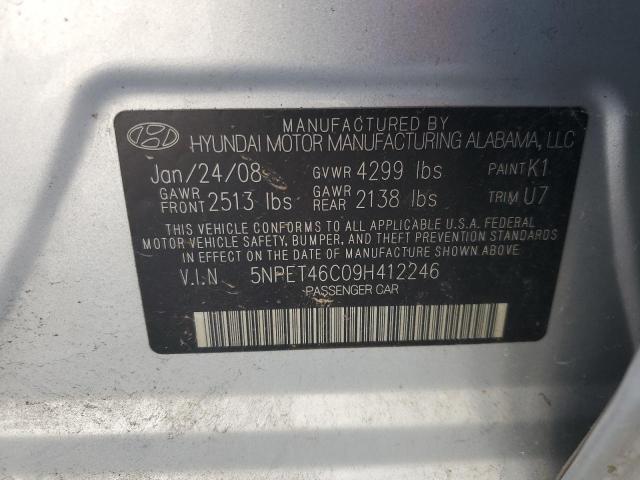 MANUFACTURED BY
HYUNDAI MOTOR MANUFACTURING ALABAMA, LLC
Jan/24/08 GVWR 4299 lbs PAINT K1
GAWR FRONT 2513 lbs GAWR REAR 2138 lbs TRIM U7
THIS VEHICLE CONFORMS TO ALL APPLICABLE U.S.A. FEDERAL
MOTOR VEHICLE SAFETY, BUMPER, AND THEFT PREVENTION STANDARDS
IN EFFECT ON THE DATE OF MANUFACTURE SHOWN ABOVE.
V.I.N 5NPET46C09H412246
PASSENGER CAR